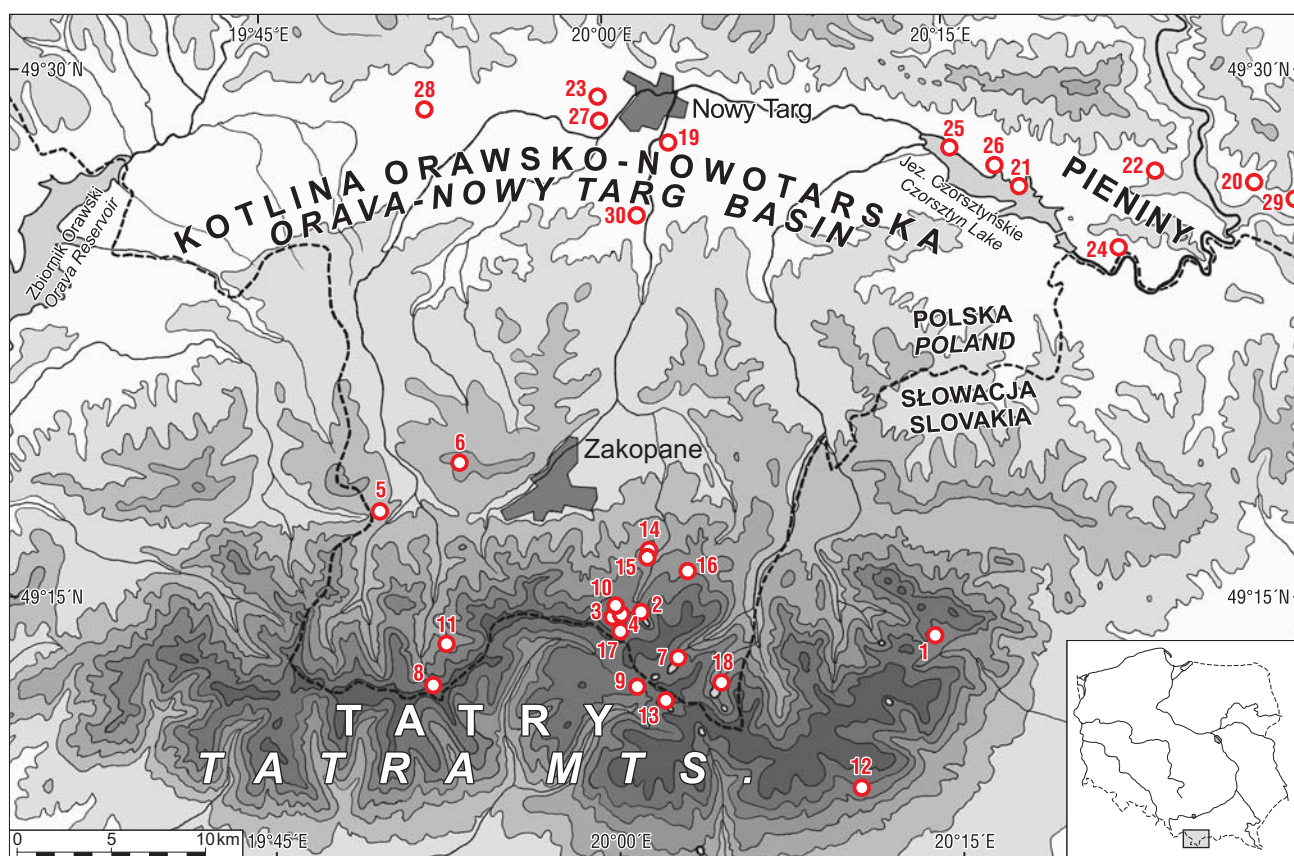 19°45´E
20°00´E
20°15´E
49°30´N
49°30´N
28
23
27
Nowy Targ
19
25
26
21
22
20
29
KOTLINA ORAWSKO-NOWOTARSKA
ORAVA-NOWY TARG BASIN
30
Jez. Czorsztyńskie
Czorsztyn Lake
PIENINY
24
Zbiornik Orawski
Orava Reservoir
POLSKA
POLAND
SŁOWACJA
SLOVAKIA
6
Zakopane
5
14
15
16
49°15´N
49°15´N
10
2
3
4
17
11
1
7
18
8
9
13
TATRY
TATRA MTS.
12
0 5 10 km
19°45´E
20°00´E
20°15´E